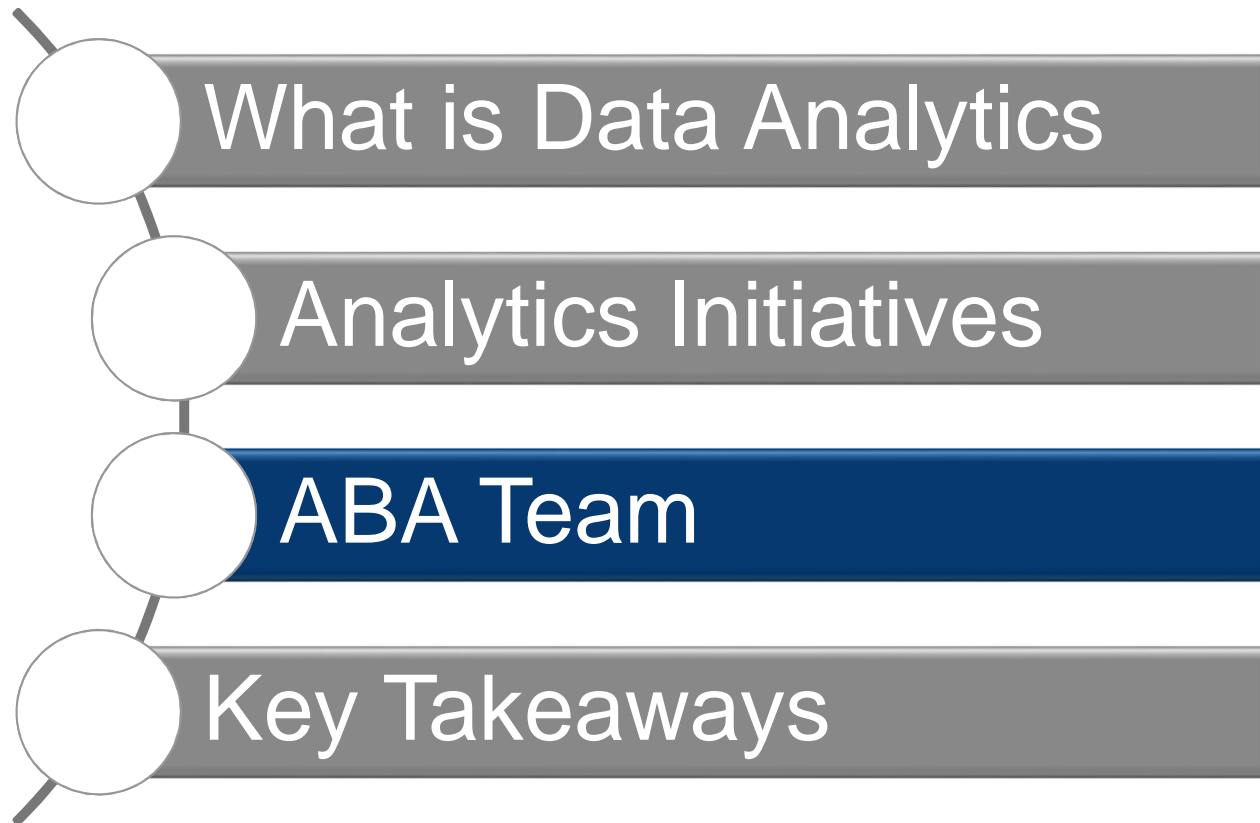 What is Data Analytics
Analytics Initiatives
ABA Team
Key Takeaways